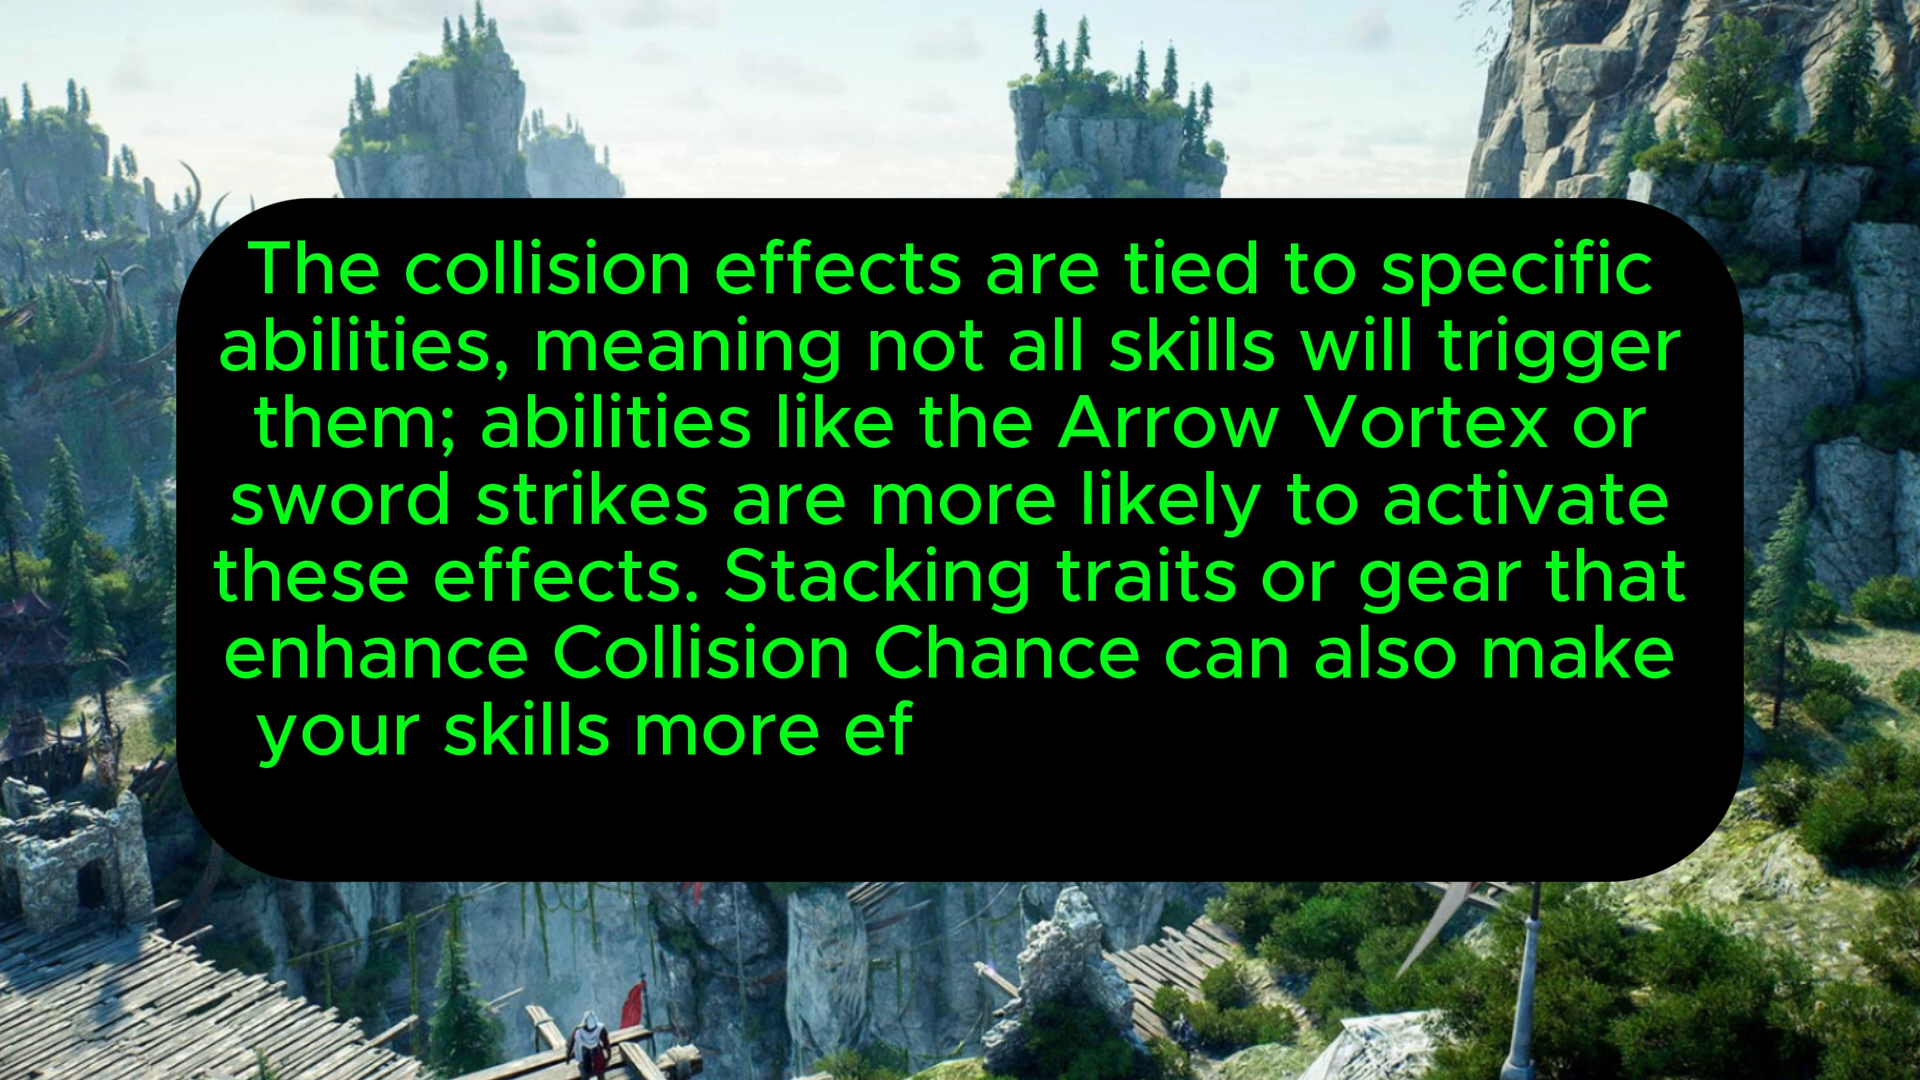 The collision effects are tied to specific
abilities, meaning not all skills will trigger
them; abilities like the Arrow Vortex or
sword strikes are more likely to activate
these effects. Stacking traits or gear that
enhance Collision Chance can also make
your skills more ef